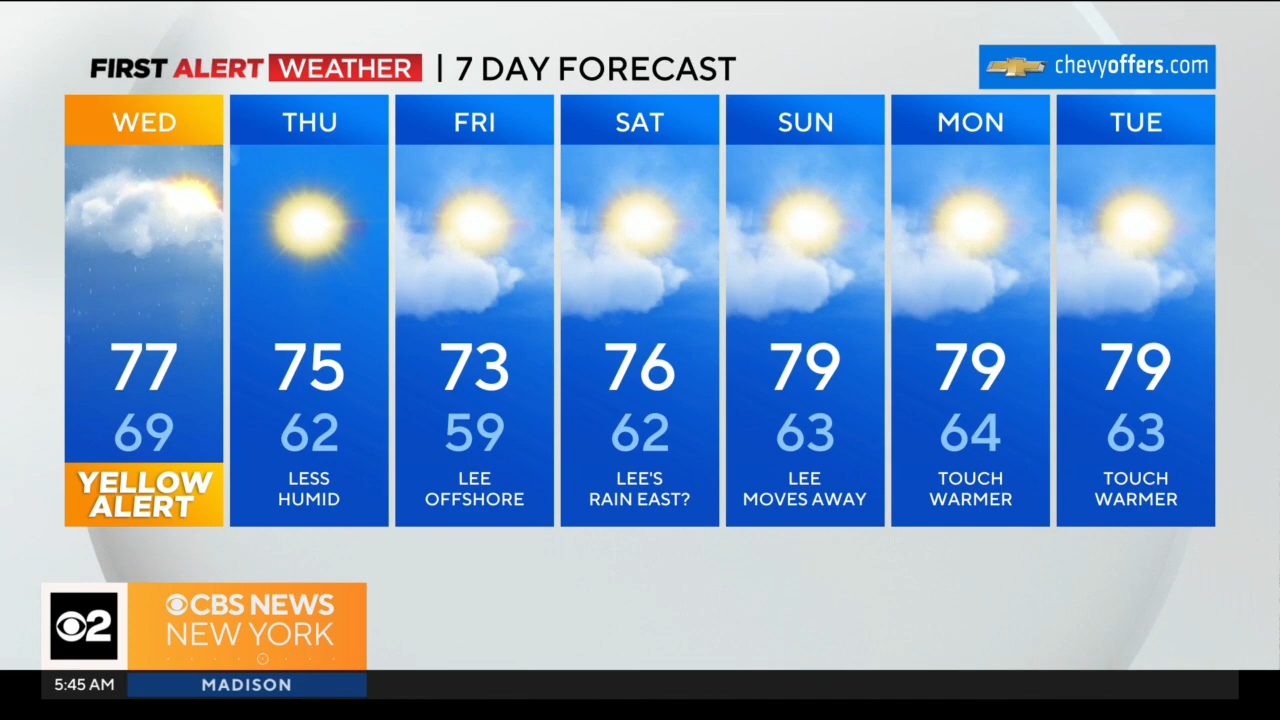 FIRST ALERT WEATHER | 7 DAY FORECAST
chevyoffers.com
WED
77
69
YELLOW
ALERT
THU
75
62
LESS
HUMID
FRI
73
59
LEE
OFFSHORE
SAT
76
62
LEE'S
RAIN EAST?
SUN
79
63
LEE
MOVES AWAY
MON
79
64
TOUCH
WARMER
TUE
79
63
TOUCH
WARMER
2
CBS NEWS
NEW YORK
5:45 AM
MADISON